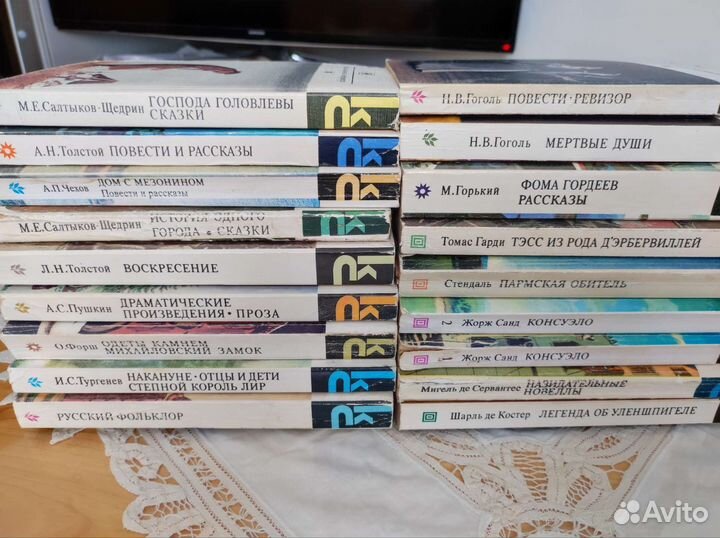 М.Е.Салтыков-Щедрин ГОСПОДА ГОЛОВЛЕВЫ
СКАЗКИ
А.Н.Толстой ПОВЕСТИ И РАССКАЗЫ
А.П.Чехов ДОМ С МЕЗОНИНОМ
Повести и рассказы
М.Е.Салтыков-Щедрин ИСТОРИЯ ОДНОГО
ГОРОДА • СКАЗКИ
Л.Н.Толстой ВОСКРЕСЕНИЕ
А.С.Пушкин ДРАМАТИЧЕСКИЕ
ПРОИЗВЕДЕНИЯ • ПРОЗА
О.Форш ОДЕТЫ КАМНЕМ
МИХАЙЛОВСКИЙ ЗАМОК
И.С.Тургенев НАКАНУНЕ • ОТЦЫ И ДЕТИ
СТЕПНОЙ КОРОЛЬ ЛИР
РУССКИЙ ФОЛЬКЛОР
Н.В.Гоголь ПОВЕСТИ • РЕВИЗОР
Н.В.Гоголь МЕРТВЫЕ ДУШИ
М.Горький ФОМА ГОРДЕЕВ
РАССКАЗЫ
Томас Гарди ТЭСС ИЗ РОДА Д'ЭРБЕРВИЛЛЕЙ
Стендаль ПАРМСКАЯ ОБИТЕЛЬ
2 Жорж Санд КОНСУЭЛО
1 Жорж Санд КОНСУЭЛО
Мигель де Сервантес НАЗИДАТЕЛЬНЫЕ
НОВЕЛЛЫ
Шарль де Костер ЛЕГЕНДА ОБ УЛЕНШПИГЕЛЕ
Avito